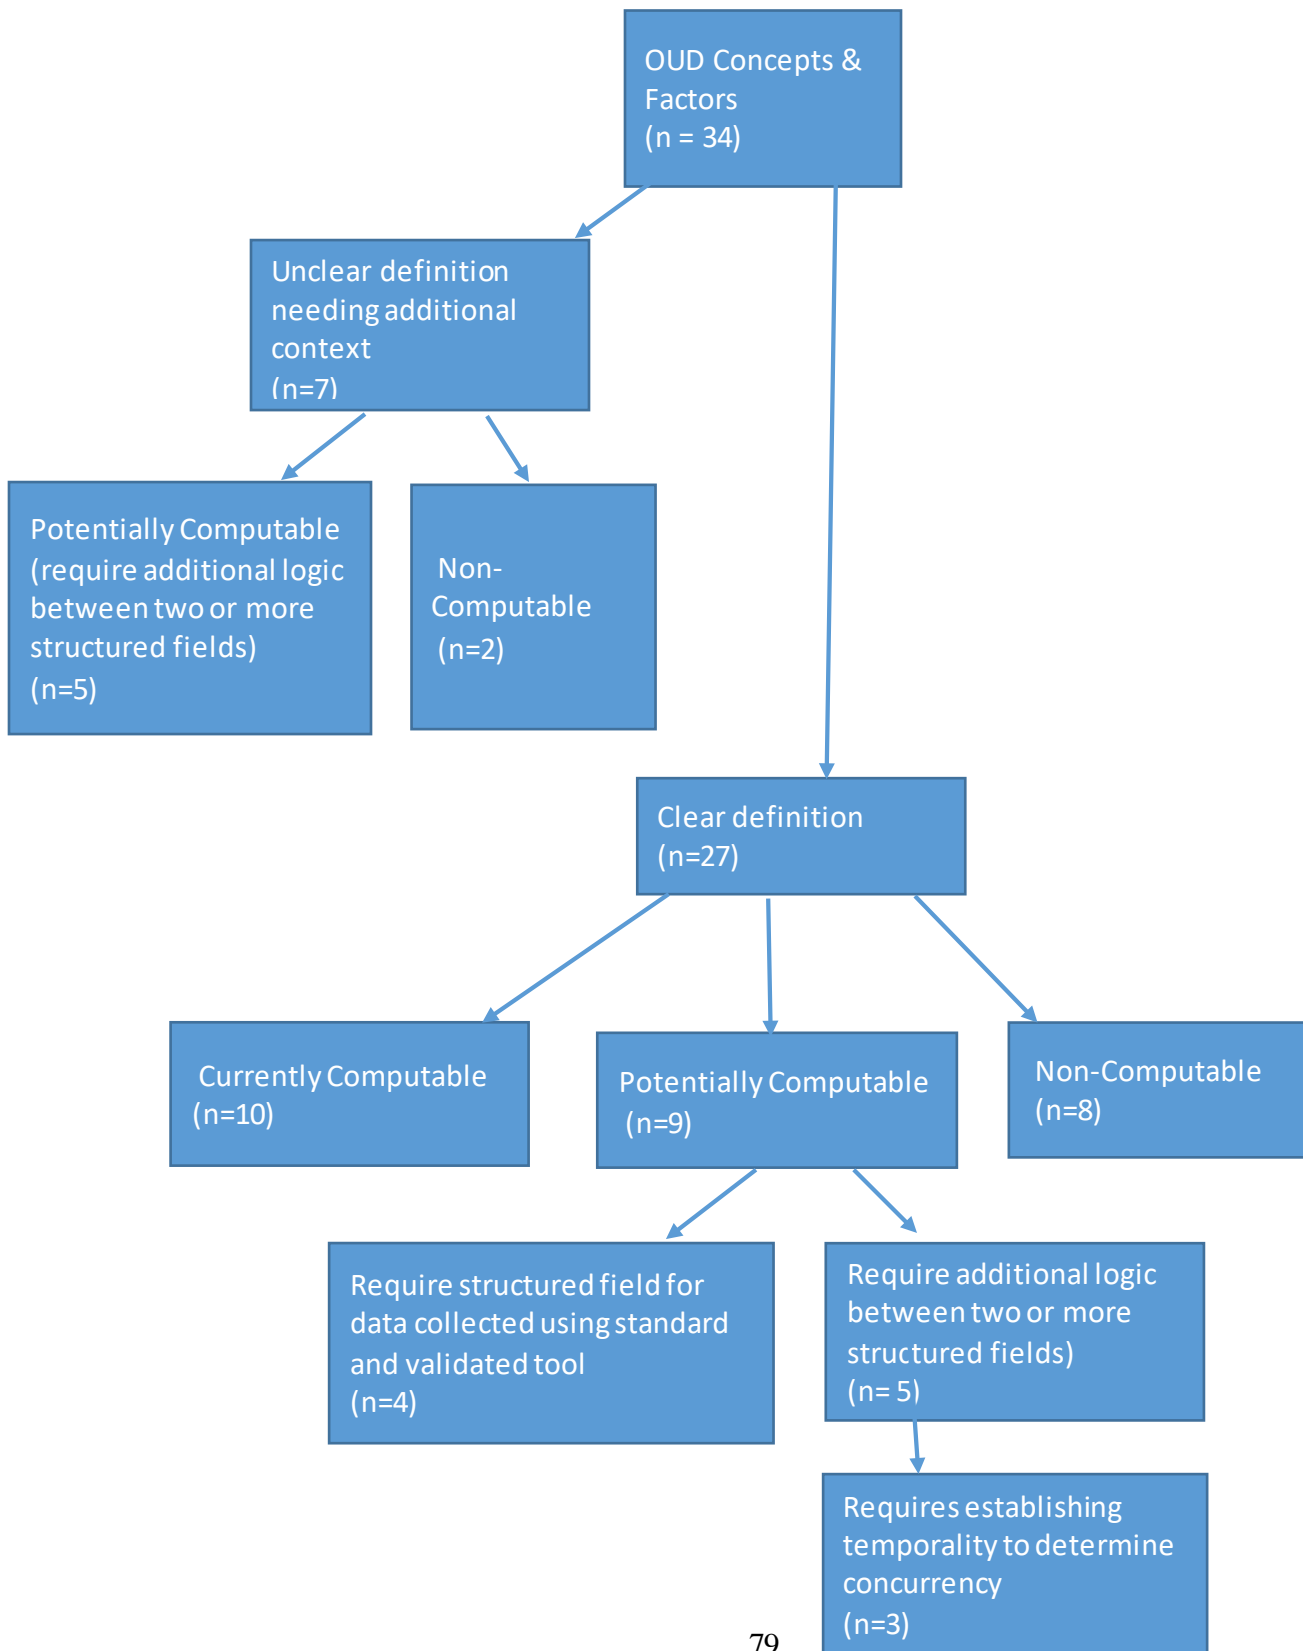 OUD Concepts &
Factors
(n = 34)
Unclear definition
needing additional
context
(n=7)
Potentially Computable
(require additional logic
between two or more
structured fields)
(n=5)
Non-
Computable
(n=2)
Clear definition
(n=27)
Currently Computable
(n=10)
Potentially Computable
(n=9)
Non-Computable
(n=8)
Require structured field for
data collected using standard
and validated tool
(n=4)
Require additional logic
between two or more
structured fields)
(n= 5)
Requires establishing
temporality to determine
concurrency
(n=3)
79